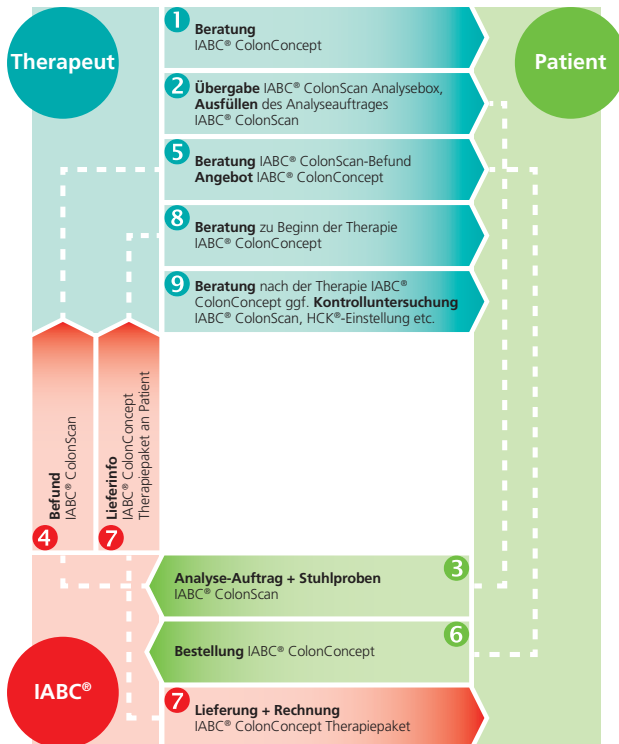 Therapeut
Patient
1
Beratung
IABC® ColonConcept
2
Übergabe IABC® ColonScan Analysebox,
Ausfüllen des Analyseauftrages
IABC® ColonScan
5
Beratung IABC® ColonScan-Befund
Angebot IABC® ColonConcept
8
Beratung zu Beginn der Therapie
IABC® ColonConcept
9
Beratung nach der Therapie IABC®
ColonConcept ggf. Kontrolluntersuchung
IABC® ColonScan, HCK®-Einstellung etc.
4
Befund
IABC® ColonScan
7
Lieferinfo
IABC® ColonConcept
Therapiepaket an Patient
3
Analyse-Auftrag + Stuhlproben
IABC® ColonScan
6
Bestellung IABC® ColonConcept
IABC®
7
Lieferung + Rechnung
IABC® ColonConcept Therapiepaket